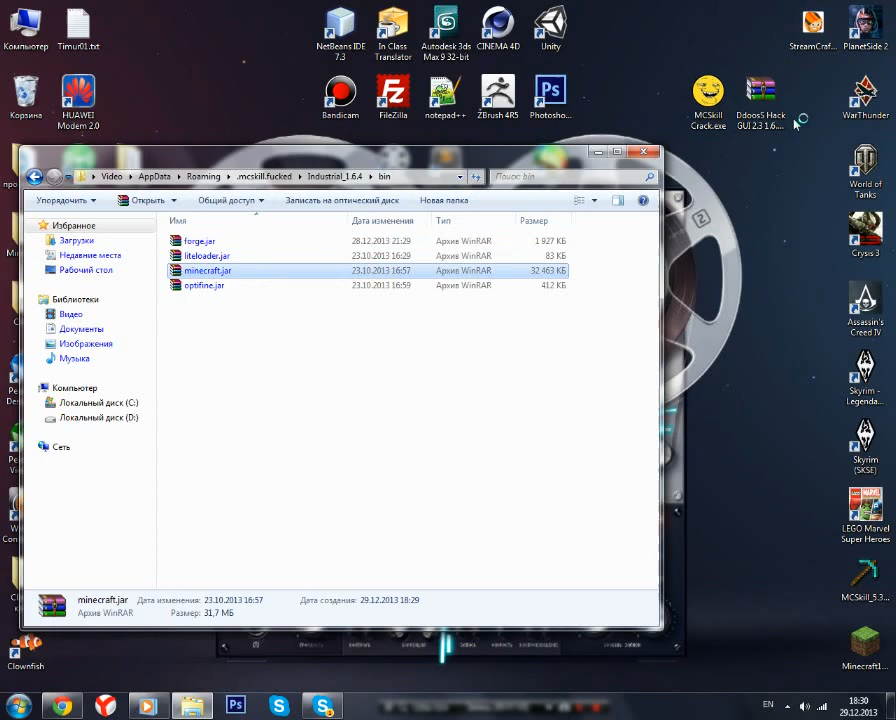 Компьютер
Timur01.txt
NetBeans IDE
7.3
In Class
Translator
Autodesk 3ds
Max 9 32-bit
CINEMA 4D
Unity
StreamCraf...
PlanetSide 2
Корзина
HUAWEI
Modem 2.0
Bandicam
FileZilla
notepad++
ZBrush 4R5
Photosho...
MCSkill
Crack.exe
DdoosS Hack
GUI 2.3 1.6....
WarThunder
Video
AppData
Roaming
.mcskill.fucked
Industrial_1.6.4
bin
Поиск: bin
Упорядочить
Открыть
Общий доступ
Записать на оптический диск
Новая папка
Имя
Дата изменения
Тип
Размер
Избранное
Загрузки
Недавние места
Рабочий стол
Библиотеки
Видео
Документы
Изображения
Музыка
Компьютер
Локальный диск (C:)
Локальный диск (D:)
Сеть
forge.jar 28.12.2013 21:29 Архив WinRAR 1 927 КБ
liteloader.jar 23.10.2013 16:29 Архив WinRAR 83 КБ
minecraft.jar 23.10.2013 16:57 Архив WinRAR 32 463 КБ
optifine.jar 23.10.2013 16:59 Архив WinRAR 412 КБ
World of
Tanks
Crysis 3
Assassin's
Creed IV
Skyrim -
Legenda...
Skyrim
(SKSE)
LEGO Marvel
Super Heroes
MCSkill_5.3...
Minecraft1...
minecraft.jar Дата изменения: 23.10.2013 16:57 Дата создания: 29.12.2013 18:29
Архив WinRAR Размер: 31,7 МБ
Clownfish
EN
18:30
29.12.2013